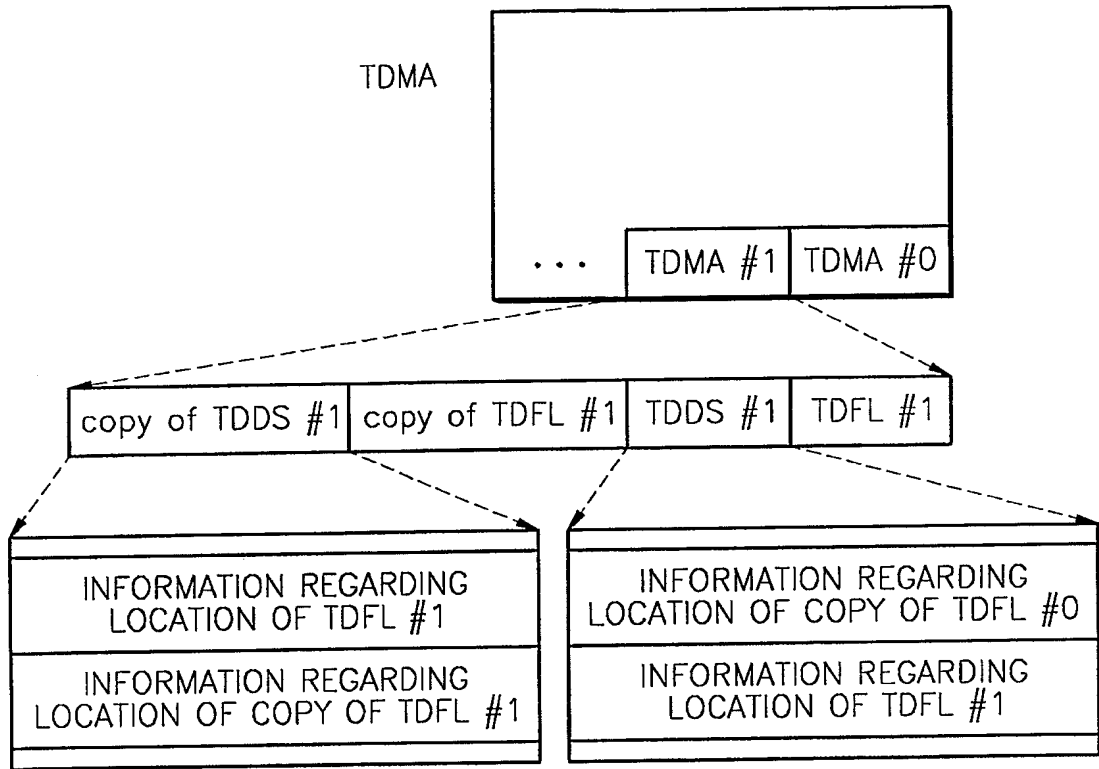 TDMA
... TDMA #1 TDMA #0
copy of TDDS #1 copy of TDFL #1 TDDS #1 TDFL #1
INFORMATION REGARDING
LOCATION OF TDFL #1
INFORMATION REGARDING
LOCATION OF COPY OF TDFL #1
INFORMATION REGARDING
LOCATION OF COPY OF TDFL #0
INFORMATION REGARDING
LOCATION OF TDFL #1